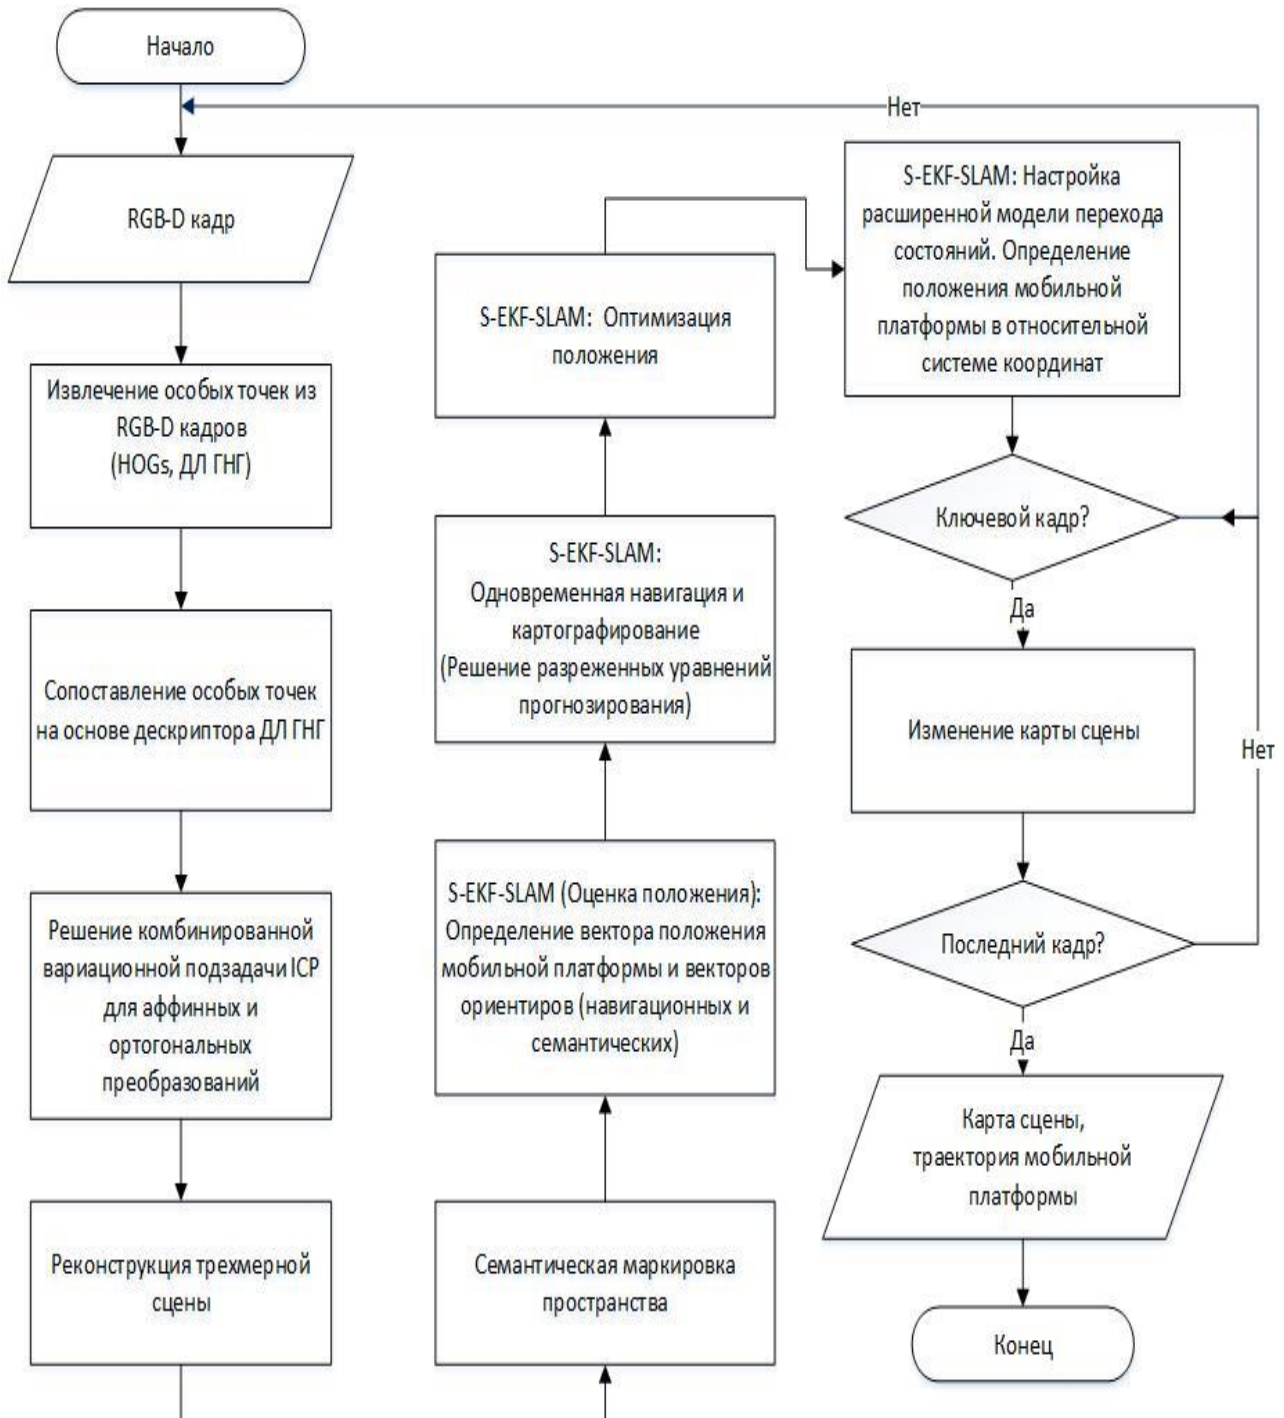 Начало
RGB-D кадр
Извлечение особых точек из
RGB-D кадров
(HOGs, ДЛ ГНГ)
Сопоставление особых точек
на основе дескриптора ДЛ ГНГ
Решение комбинированной
вариационной подзадачи ICP
для аффинных и
ортогональных
преобразований
Реконструкция трехмерной
сцены
Семантическая маркировка
пространства
S-EKF-SLAM (Оценка положения):
Определение вектора положения
мобильной платформы и векторов
ориентиров (навигационных и
семантических)
S-EKF-SLAM:
Одновременная навигация и
картографирование
(Решение разреженных уравнений
прогнозирования)
S-EKF-SLAM: Оптимизация
положения
S-EKF-SLAM: Настройка
расширенной модели перехода
состояний. Определение
положения мобильной
платформы в относительной
системе координат
Ключевой кадр?
Нет
Да
Изменение карты сцены
Последний кадр?
Нет
Да
Карта сцены,
траектория мобильной
платформы
Конец